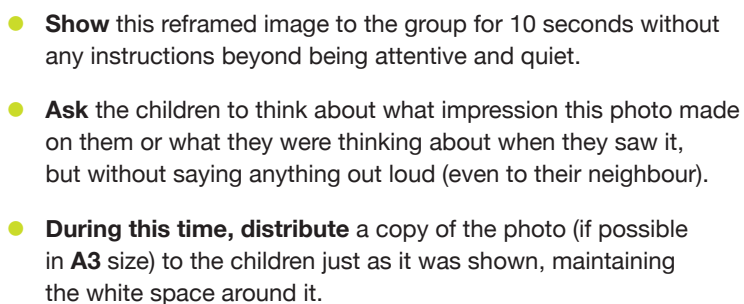 Show this reframed image to the group for 10 seconds without
any instructions beyond being attentive and quiet.
Ask the children to think about what impression this photo made
on them or what they were thinking about when they saw it,
but without saying anything out loud (even to their neighbour).
During this time, distribute a copy of the photo (if possible
in A3 size) to the children just as it was shown, maintaining
the white space around it.